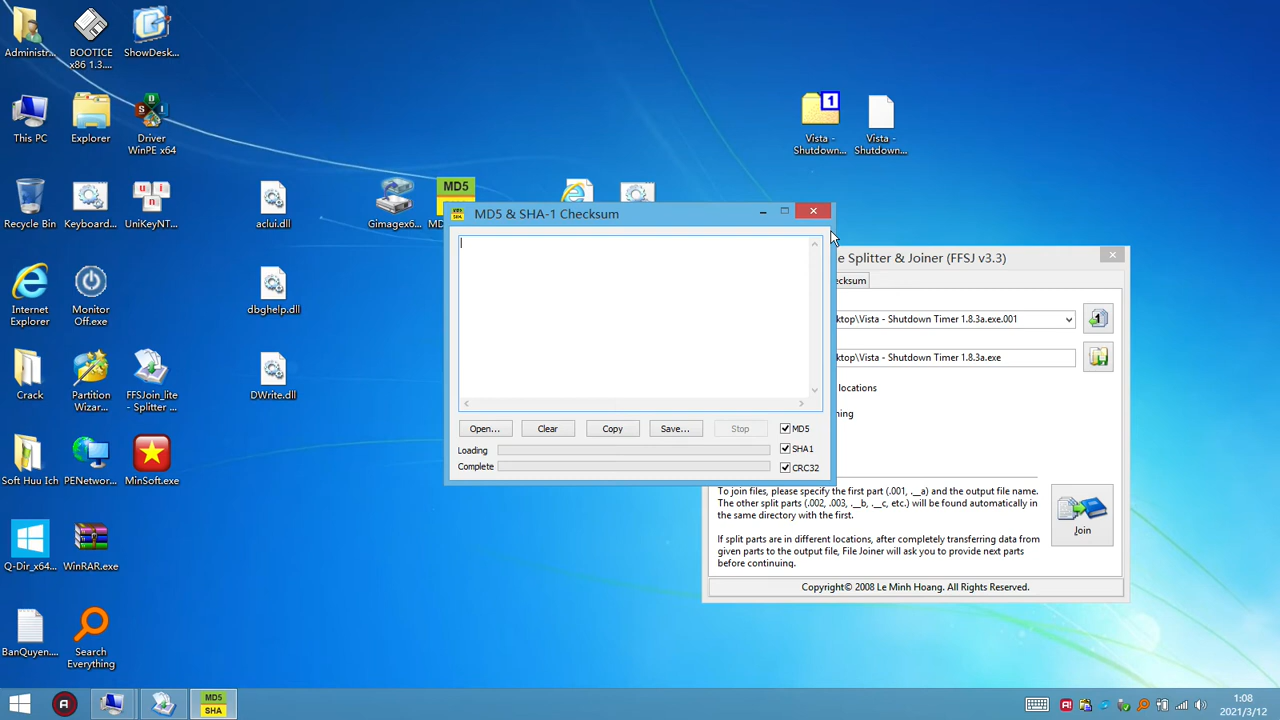 Administr...
BOOTICE
x86 1.3....
ShowDesk...
This PC
Explorer
Driver
WinPE x64
Recycle Bin
Keyboard...
UniKeyNT...
aclui.dll
Gimagex6...
MD5
Internet
Explorer
Monitor
Off.exe
dbghelp.dll
Crack
Partition
Wizar...
FFSJoin_lite
- Splitter ...
DWrite.dll
Soft Huu Ich
PENetwor...
MinSoft.exe
Q-Dir_x64...
WinRAR.exe
BanQuyen....
Search
Everything
1
Vista -
Shutdown...
Vista -
Shutdown...
MD5 & SHA-1 Checksum
Open...
Clear
Copy
Save...
Stop
MD5
Loading
SHA1
Complete
CRC32
e Splitter & Joiner (FFSJ v3.3)
ecksum
ktop\Vista - Shutdown Timer 1.8.3a.exe.001
ktop\Vista - Shutdown Timer 1.8.3a.exe
locations
ning
To join files, please specify the first part (.001, .__a) and the output file name.
The other split parts (.002, .003, .__b, .__c, etc.) will be found automatically in
the same directory with the first.
If split parts are in different locations, after completely transferring data from
given parts to the output file, File Joiner will ask you to provide next parts
before continuing.
Join
Copyright© 2008 Le Minh Hoang. All Rights Reserved.
MD5
SHA
1:08
2021/3/12